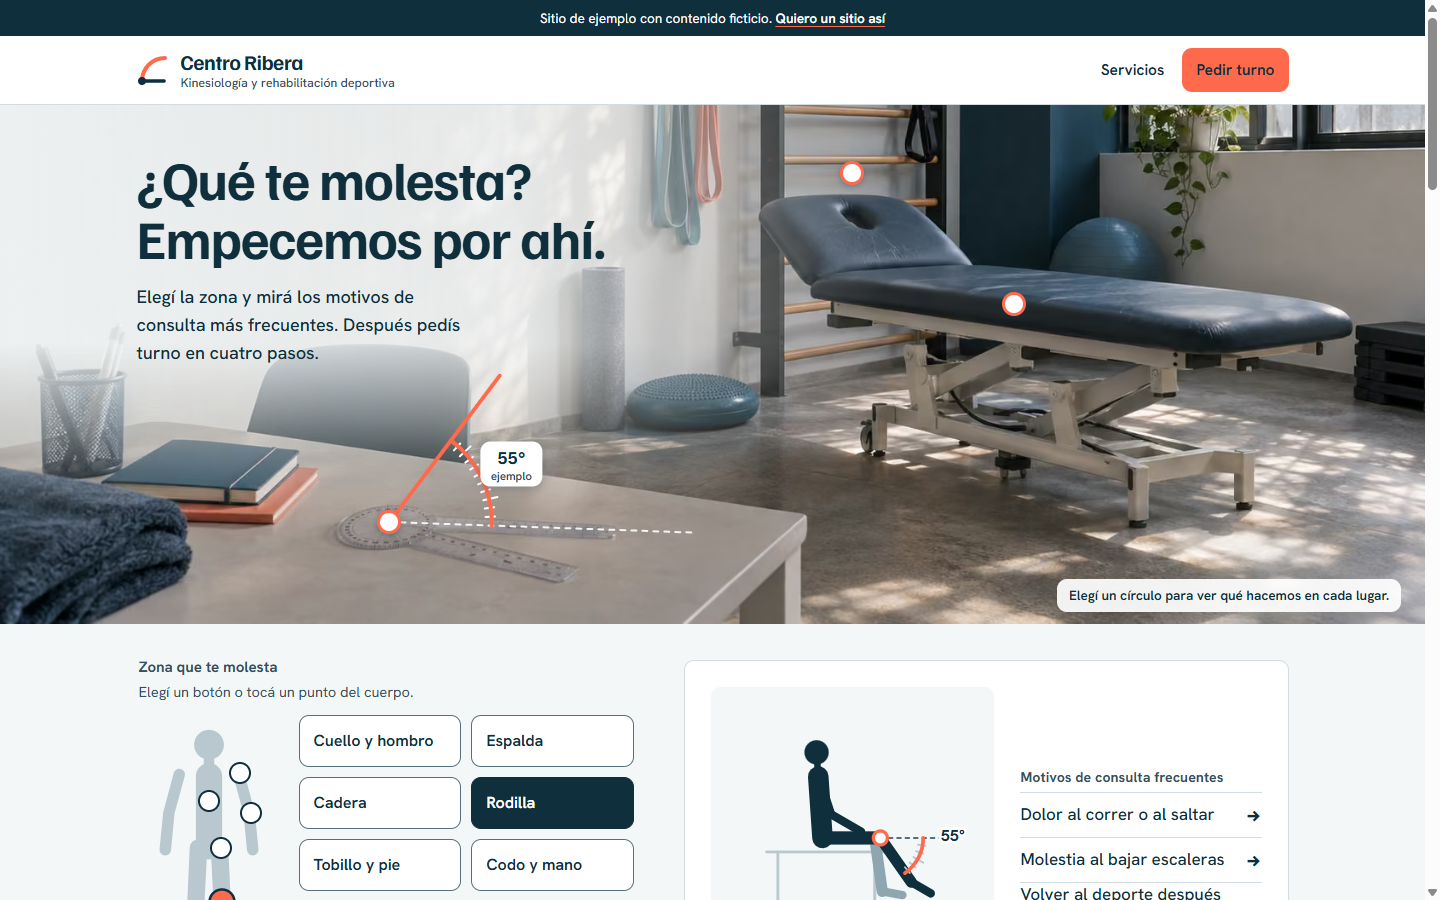 Sitio de ejemplo con contenido ficticio. Quiero un sitio así
Centro Ribera
Kinesiología y rehabilitación deportiva
Servicios
Pedir turno
¿Qué te molesta?
Empecemos por ahí.
Elegí la zona y mirá los motivos de
consulta más frecuentes. Después pedís
turno en cuatro pasos.
55°
ejemplo
Elegí un círculo para ver qué hacemos en cada lugar.
Zona que te molesta
Elegí un botón o tocá un punto del cuerpo.
Cuello y hombro
Espalda
Cadera
Rodilla
Tobillo y pie
Codo y mano
55°
Motivos de consulta frecuentes
Dolor al correr o al saltar
Molestia al bajar escaleras
Volver al deporte después